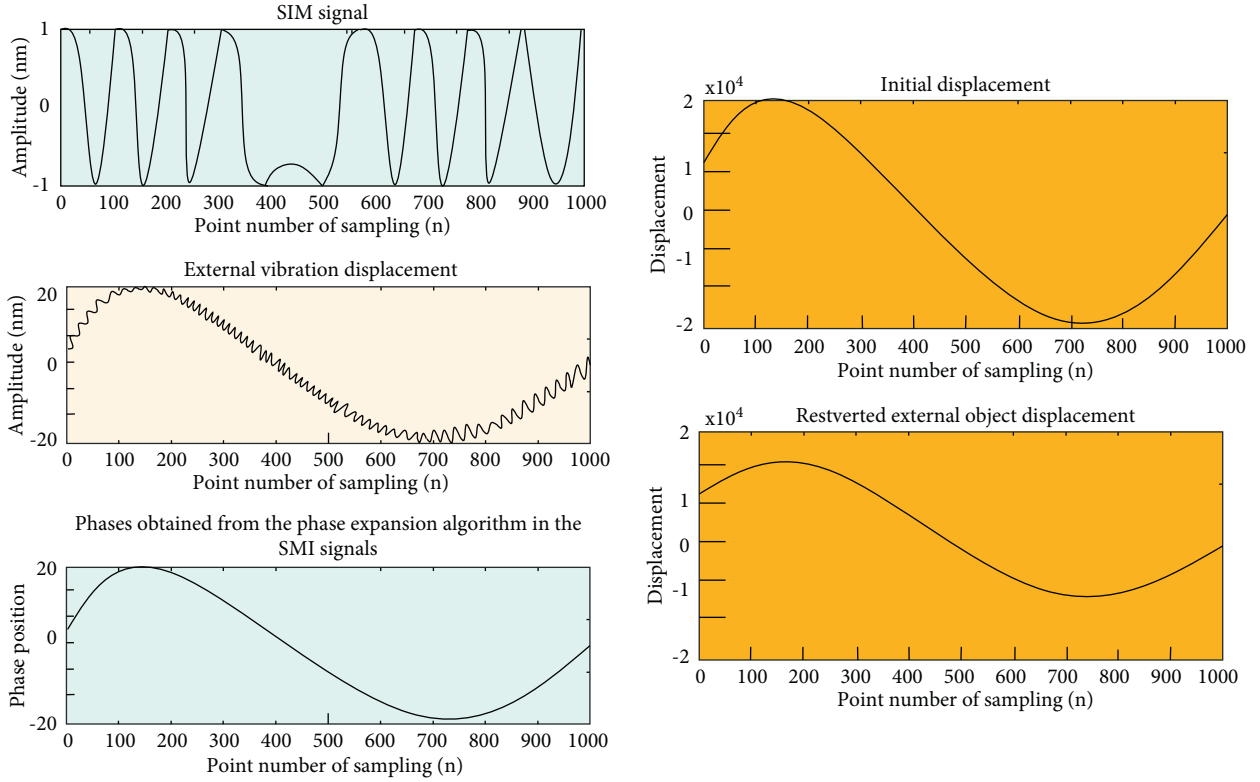 SIM signal
1
0
-1
Amplitude (nm)
0 100 200 300 400 500 600 700 800 900 1000
Point number of sampling (n)
External vibration displacement
20
0
-20
Amplitude (nm)
0 100 200 300 400 500 600 700 800 900 1000
Point number of sampling (n)
Phases obtained from the phase expansion algorithm in the
SMI signals
20
0
-20
Phase position
0 100 200 300 400 500 600 700 800 900 1000
Point number of sampling (n)
x10⁴
Initial displacement
2
1
0
-1
-2
Displacement
0 100 200 300 400 500 600 700 800 900 1000
Point number of sampling (n)
x10⁴
Restverted external object displacement
2
1
0
-1
-2
Displacement
0 100 200 300 400 500 600 700 800 900 1000
Point number of sampling (n)